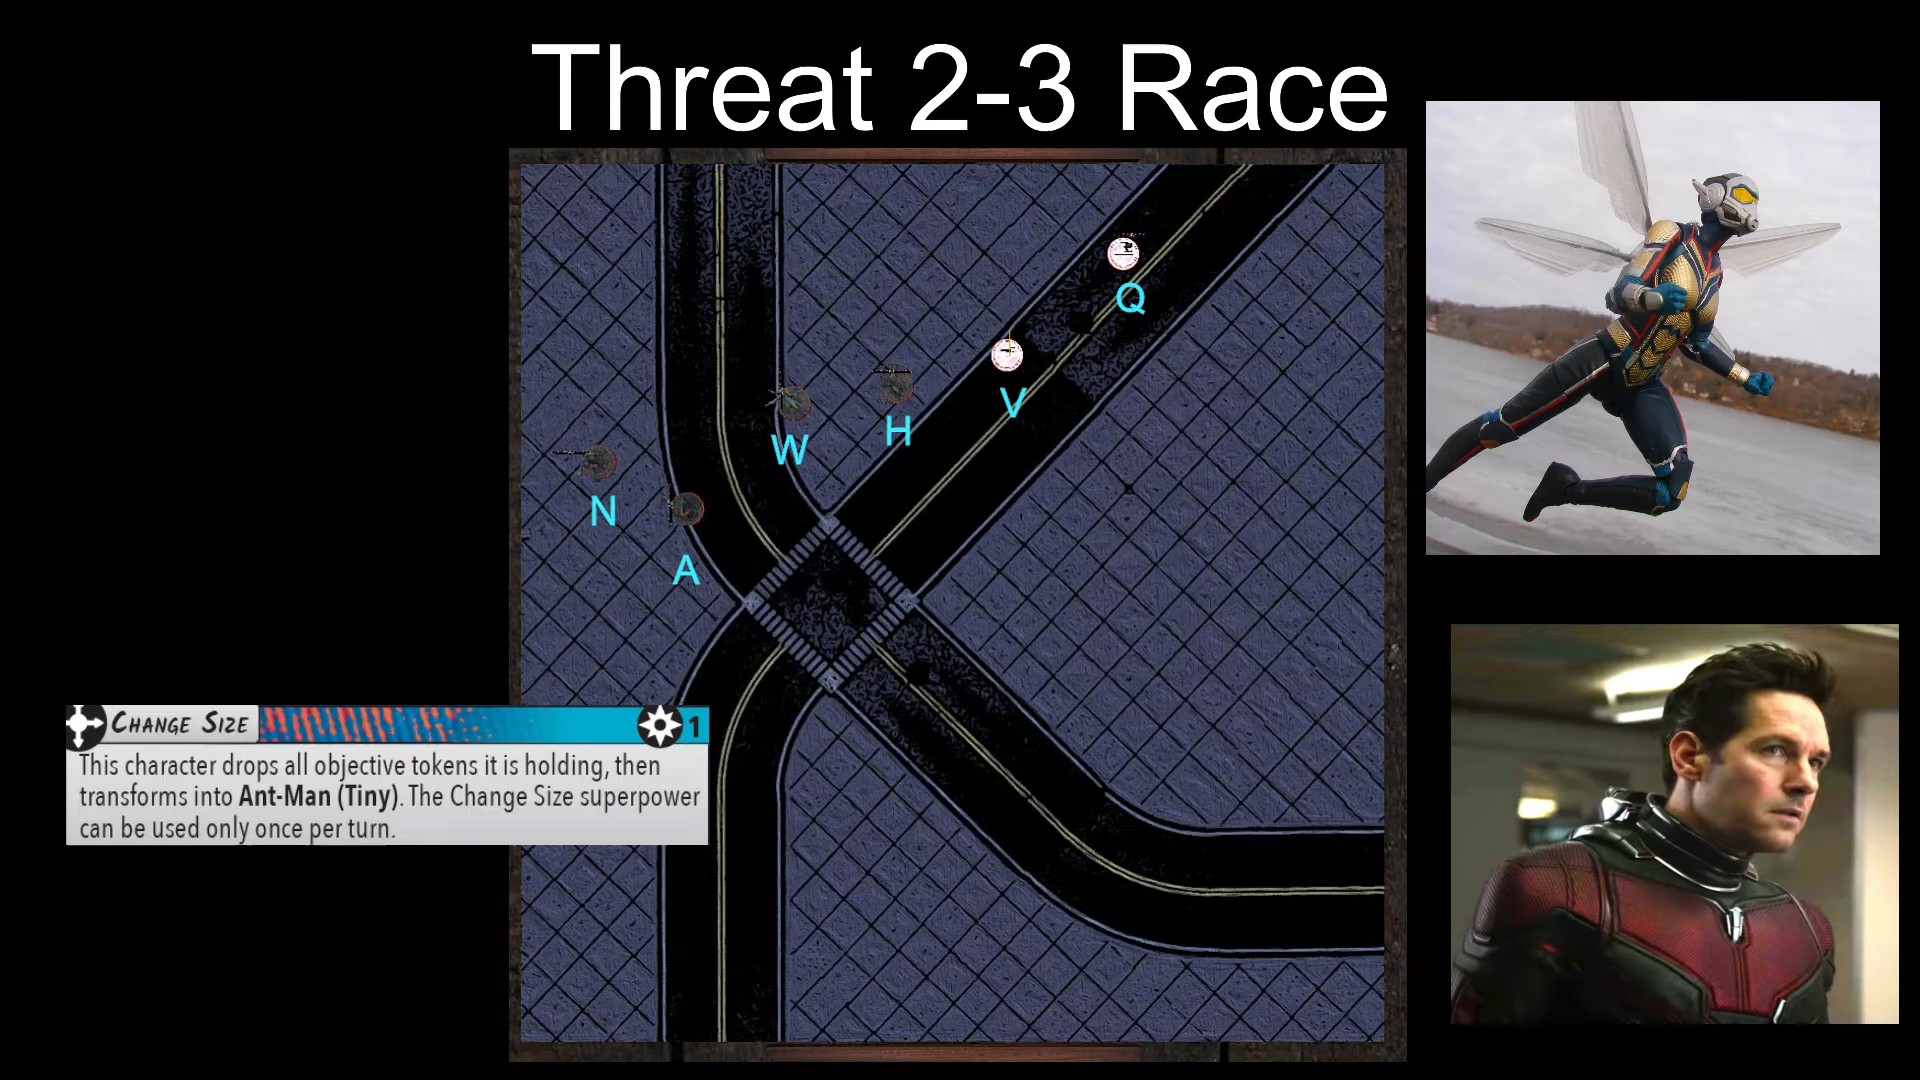 Threat 2-3 Race
Q
V
H
W
N
A
CHANGE SIZE 1
This character drops all objective tokens it is holding, then
transforms into Ant-Man (Tiny). The Change Size superpower
can be used only once per turn.